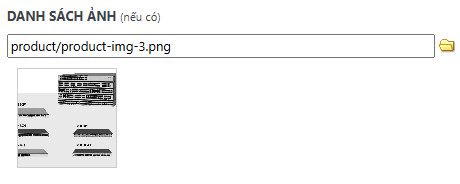 DANH SÁCH ẢNH (nếu có)
product/product-img-3.png